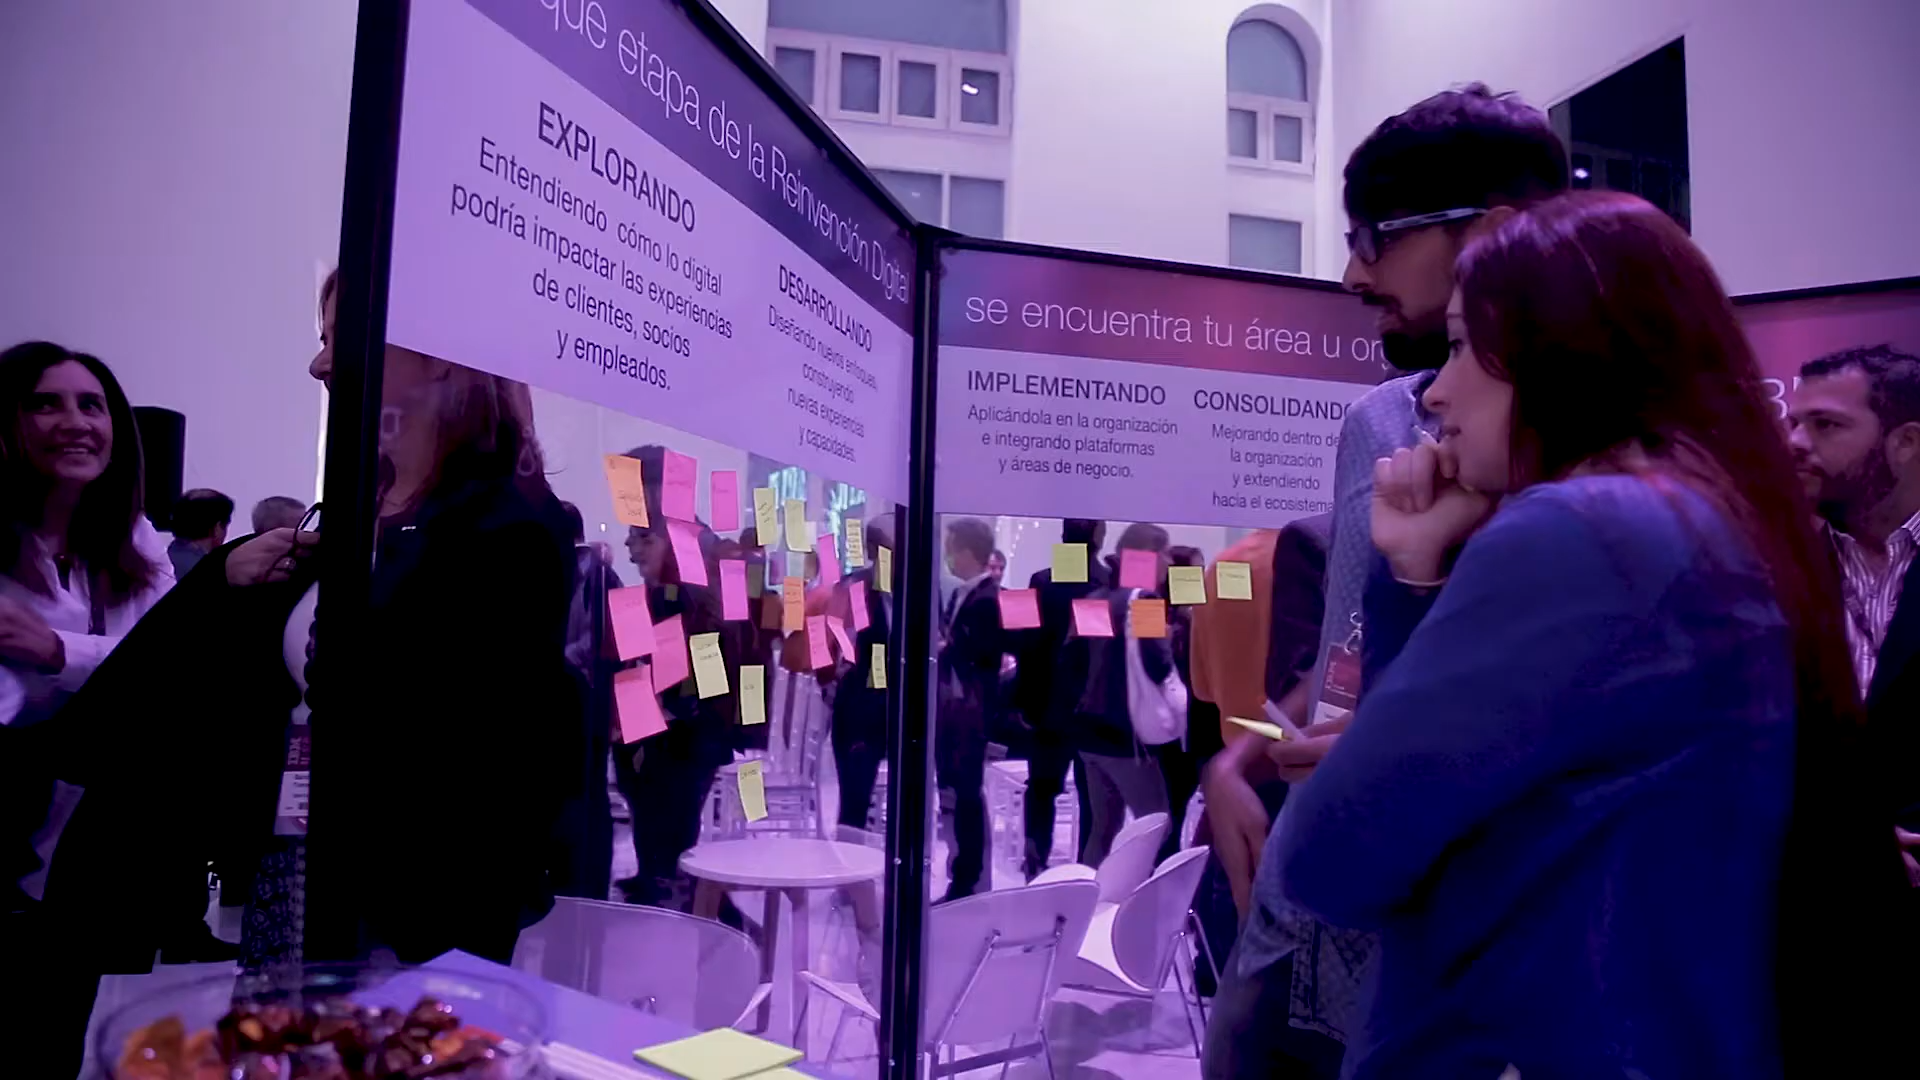 que etapa de la Reinvención Digital
EXPLORANDO
Entendiendo cómo lo digital
podría impactar las experiencias
de clientes, socios
y empleados.
DESARROLLANDO
Diseñando nuevos enfoques,
construyendo
nuevas experiencias
y capacidades.
se encuentra tu área u org
IMPLEMENTANDO
Aplicándola en la organización
e integrando plataformas
y áreas de negocio.
CONSOLIDANDO
Mejorando dentro de
la organización
y extendiendo
hacia el ecosistema